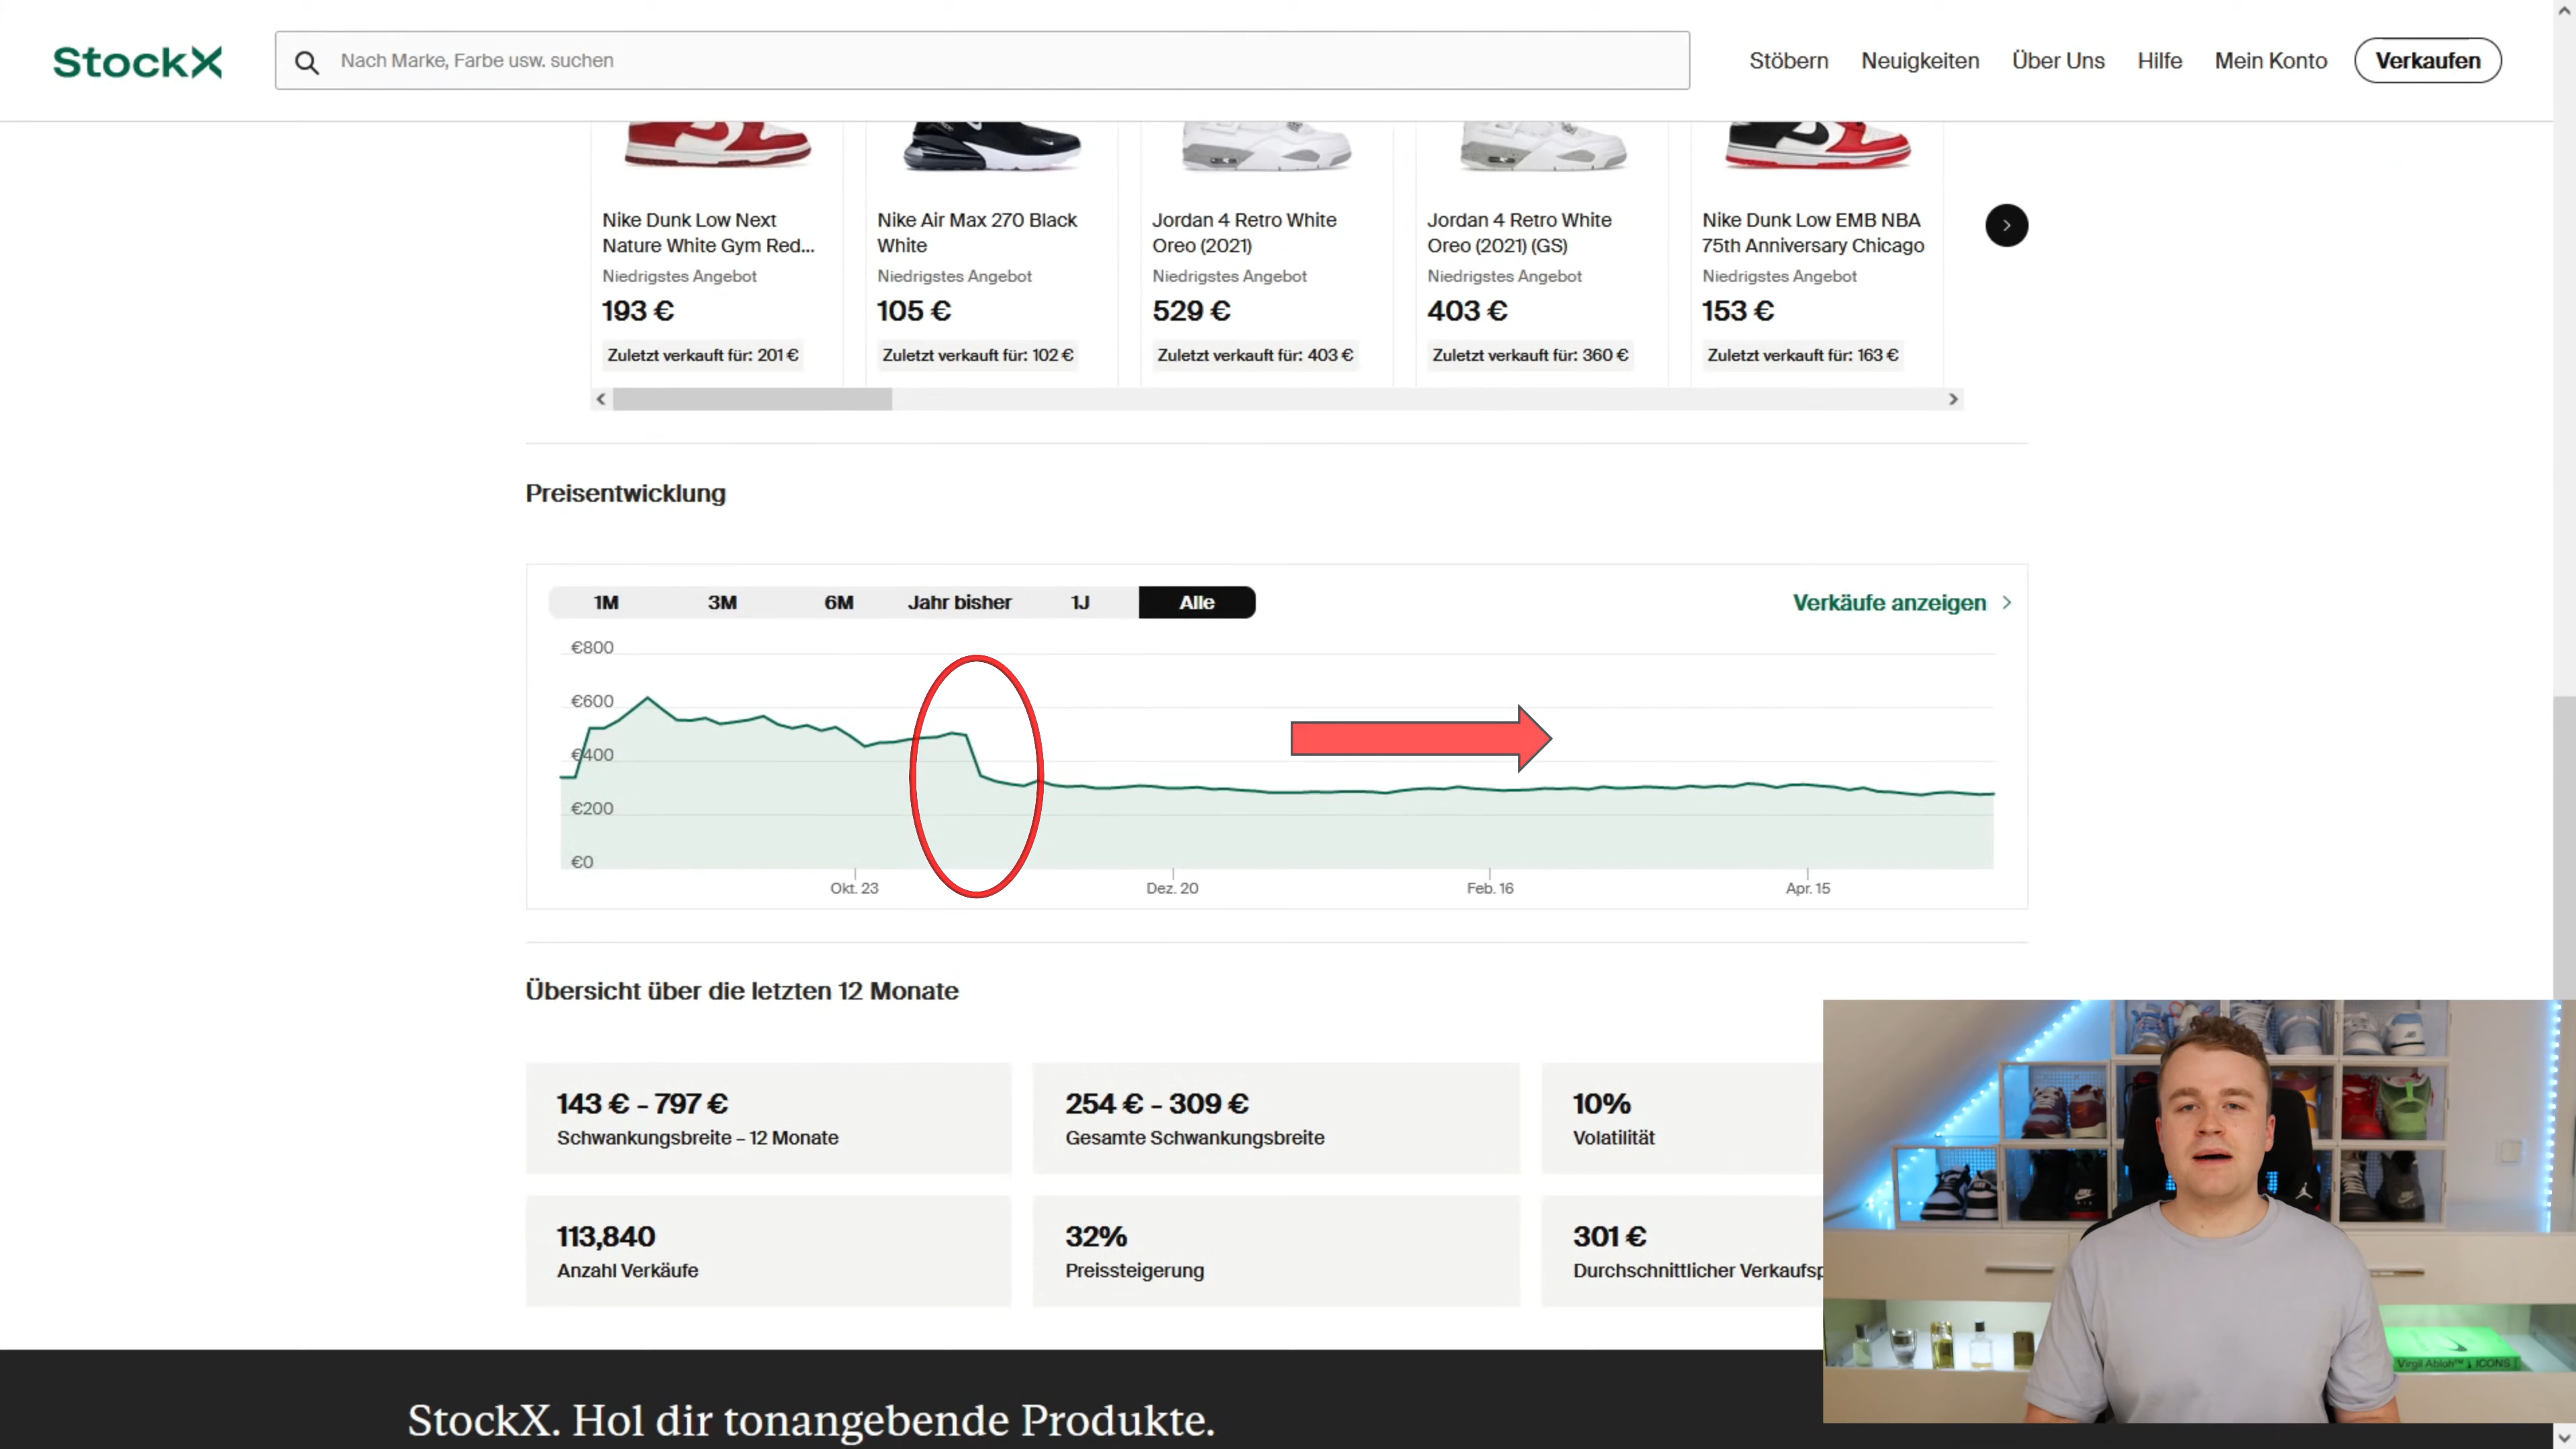 StockX
Nach Marke, Farbe usw. suchen
Stöbern Neuigkeiten Über Uns Hilfe Mein Konto Verkaufen
Nike Dunk Low Next
Nature White Gym Red...
Niedrigstes Angebot
193 €
Zuletzt verkauft für: 201 €
Nike Air Max 270 Black
White
Niedrigstes Angebot
105 €
Zuletzt verkauft für: 102 €
Jordan 4 Retro White
Oreo (2021)
Niedrigstes Angebot
529 €
Zuletzt verkauft für: 403 €
Jordan 4 Retro White
Oreo (2021) (GS)
Niedrigstes Angebot
403 €
Zuletzt verkauft für: 360 €
Nike Dunk Low EMB NBA
75th Anniversary Chicago
Niedrigstes Angebot
153 €
Zuletzt verkauft für: 163 €
Preisentwicklung
1M 3M 6M Jahr bisher 1J Alle
Verkäufe anzeigen
€800
€600
€400
€200
€0
Okt. 23 Dez. 20 Feb. 16 Apr. 15
Übersicht über die letzten 12 Monate
143 € - 797 €
Schwankungsbreite – 12 Monate
254 € - 309 €
Gesamte Schwankungsbreite
10%
Volatilität
113,840
Anzahl Verkäufe
32%
Preissteigerung
301 €
Durchschnittlicher Verkaufsp
Virgil Abloh™ ICONS
StockX. Hol dir tonangebende Produkte.